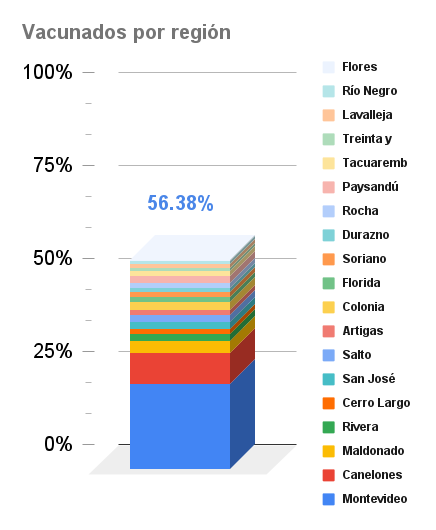 Vacunados por región
100%
75%
50%
25%
0%
56.38%
Flores
Río Negro
Lavalleja
Treinta y
Tacuaremb
Paysandú
Rocha
Durazno
Soriano
Florida
Colonia
Artigas
Salto
San José
Cerro Largo
Rivera
Maldonado
Canelones
Montevideo